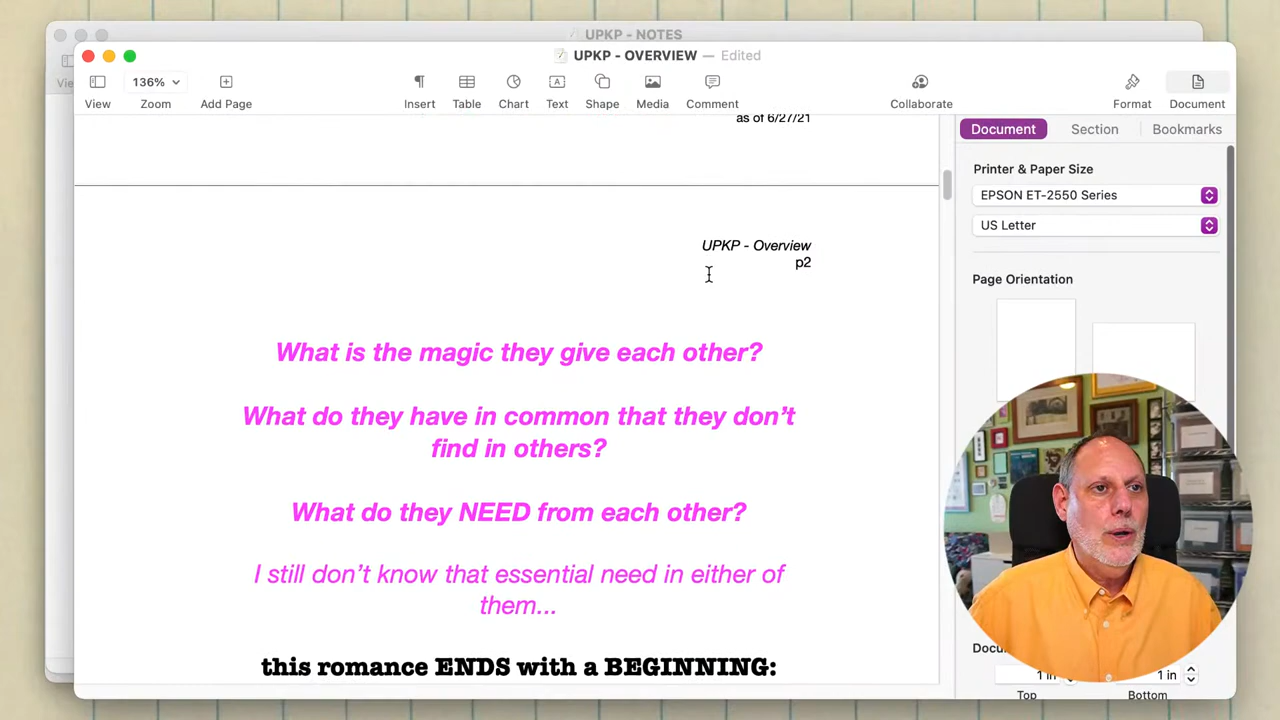 UPKP - NOTES
UPKP - OVERVIEW — Edited
136%
View Zoom Add Page Insert Table Chart Text Shape Media Comment Collaborate Format Document
as of 6/27/21
UPKP - Overview
p2
What is the magic they give each other?
What do they have in common that they don’t
find in others?
What do they NEED from each other?
I still don’t know that essential need in either of
them...
this romance ENDS with a BEGINNING:
Document Section Bookmarks
Printer & Paper Size
EPSON ET-2550 Series
US Letter
Page Orientation
1 in 1 in
Top Bottom